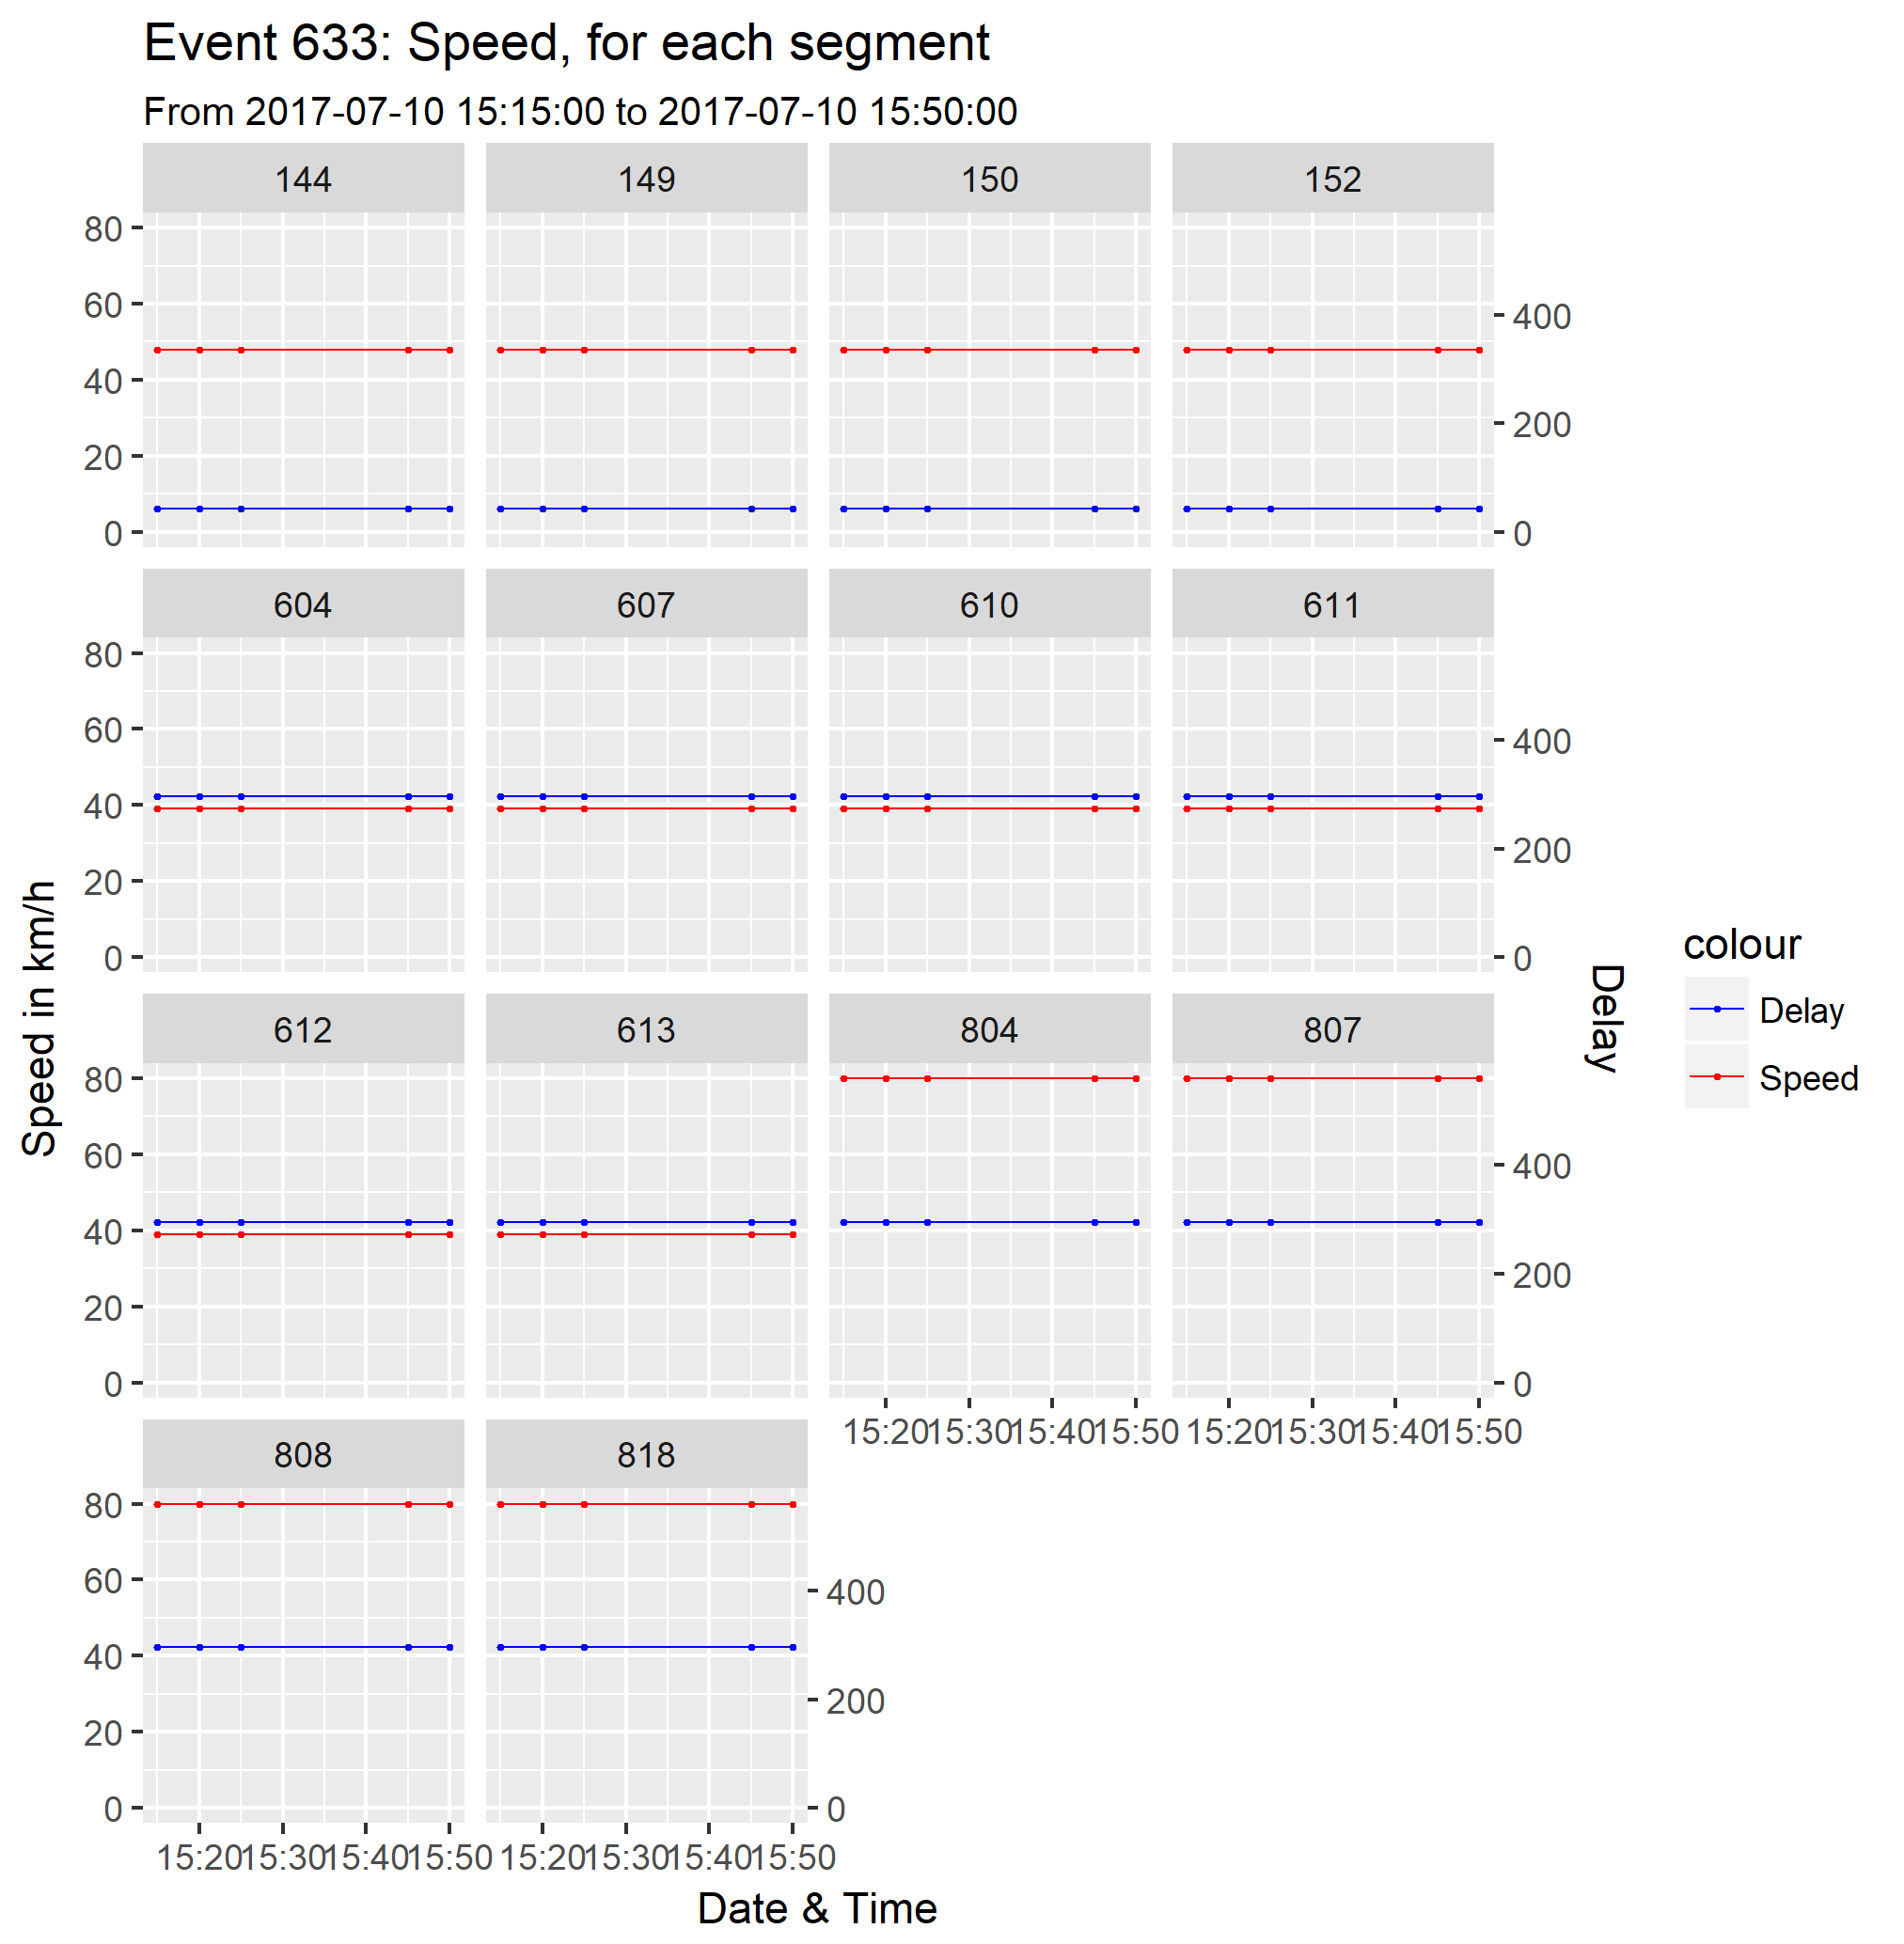 Event 633: Speed, for each segment
From 2017-07-10 15:15:00 to 2017-07-10 15:50:00
144 149 150 152
80
60
40
20
0
400
200
0
604 607 610 611
80
60
40
20
0
400
200
0
612 613 804 807
80
60
40
20
0
400
200
0
15:20 15:30 15:40 15:50 15:20 15:30 15:40 15:50
808 818
80
60
40
20
0
400
200
0
15:20 15:30 15:40 15:50 15:20 15:30 15:40 15:50
Date & Time
Speed in km/h
Delay
colour
Delay
Speed